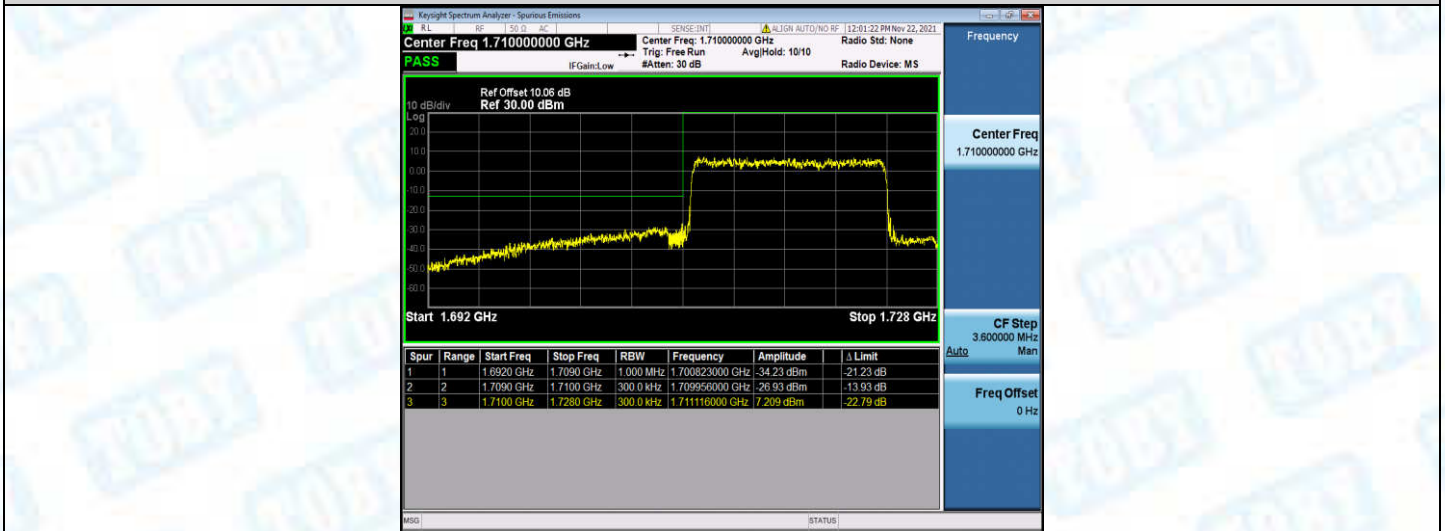 Keysight Spectrum Analyzer - Spurious Emissions
RL RF 50 Ω AC SENSE:INT ALIGN AUTO/NO RF 12:01:22 PM Nov 22, 2021
Center Freq 1.710000000 GHz
Center Freq: 1.710000000 GHz Radio Std: None
Trig: Free Run Avg|Hold: 10/10
PASS IFGain:Low #Atten: 30 dB Radio Device: MS
Frequency
Ref Offset 10.06 dB
10 dB/div Ref 30.00 dBm
Log
20.0
10.0
0.00
-10.0
-20.0
-30.0
-40.0
-50.0
-60.0
Start 1.692 GHz Stop 1.728 GHz
Center Freq
1.710000000 GHz
CF Step
3.600000 MHz
Auto Man
Freq Offset
0 Hz
Spur Range Start Freq Stop Freq RBW Frequency Amplitude Δ Limit
1 1 1.6920 GHz 1.7090 GHz 1.000 MHz 1.700823000 GHz -34.23 dBm -21.23 dB
2 2 1.7090 GHz 1.7100 GHz 300.0 kHz 1.709956000 GHz -26.93 dBm -13.93 dB
3 3 1.7100 GHz 1.7280 GHz 300.0 kHz 1.711116000 GHz 7.209 dBm -22.79 dB
MSG STATUS